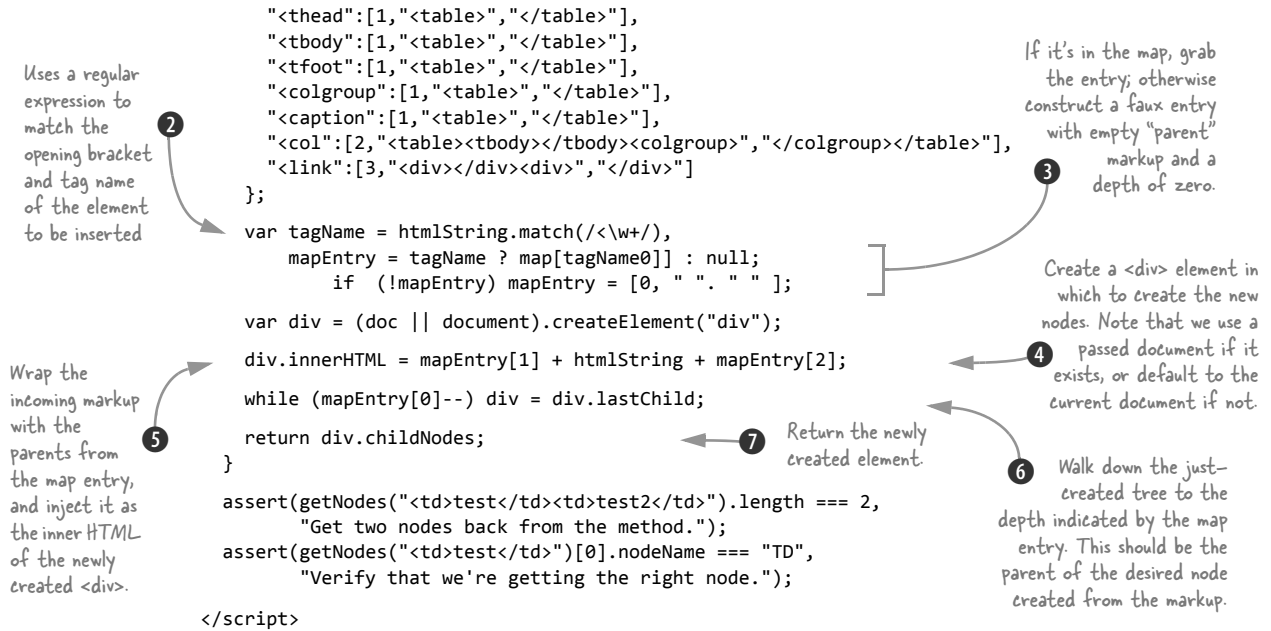 "<thead":[1,"<table>","</table>"],
"<tbody":[1,"<table>","</table>"],
"<tfoot":[1,"<table>","</table>"],
"<colgroup":[1,"<table>","</table>"],
"<caption":[1,"<table>","</table>"],
"<col":[2,"<table><tbody></tbody><colgroup>","</colgroup></table>"],
"<link":[3,"<div></div><div>","</div>"]
};
Uses a regular
expression to
match the
opening bracket
and tag name
of the element
to be inserted
2
If it's in the map, grab
the entry; otherwise
construct a faux entry
with empty “parent”
markup and a
depth of zero.
3
var tagName = htmlString.match(/<\w+/),
mapEntry = tagName ? map[tagName0]] : null;
if (!mapEntry) mapEntry = [0, " ". " " ];
var div = (doc || document).createElement("div");
Create a <div> element in
which to create the new
nodes. Note that we use a
passed document if it
exists, or default to the
current document if not.
4
div.innerHTML = mapEntry[1] + htmlString + mapEntry[2];
Wrap the
incoming markup
with the
parents from
the map entry,
and inject it as
the inner HTML
of the newly
created <div>.
5
while (mapEntry[0]--) div = div.lastChild;
return div.childNodes;
7
Return the newly
created element.
6
Walk down the just-
created tree to the
depth indicated by the map
entry. This should be the
parent of the desired node
created from the markup.
}
assert(getNodes("<td>test</td><td>test2</td>").length === 2,
"Get two nodes back from the method.");
assert(getNodes("<td>test</td>")[0].nodeName === "TD",
"Verify that we're getting the right node.");
</script>